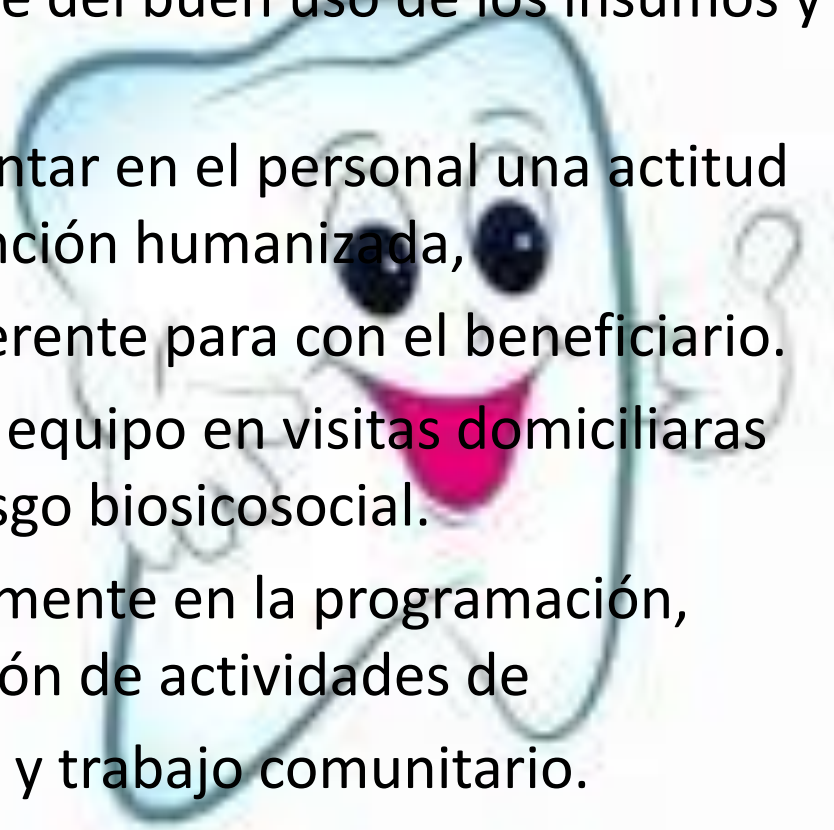 e del buen uso de los insumos y
ntar en el personal una actitud
nción humanizada,
erente para con el beneficiario.
equipo en visitas domiciliaras
sgo biosicosocial.
mente en la programación,
ón de actividades de
y trabajo comunitario.